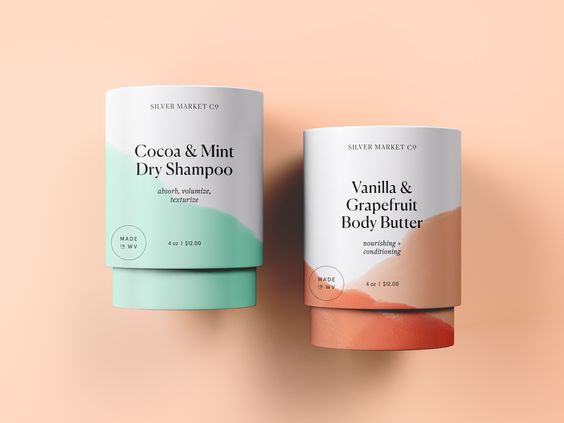 SILVER MARKET Co
Cocoa & Mint
Dry Shampoo
absorb, volumize,
texturize
MADE
IN WV
4 oz | $12.00
SILVER MARKET Co
Vanilla &
Grapefruit
Body Butter
nourishing +
conditioning
MADE
IN WV
4 oz | $12.00